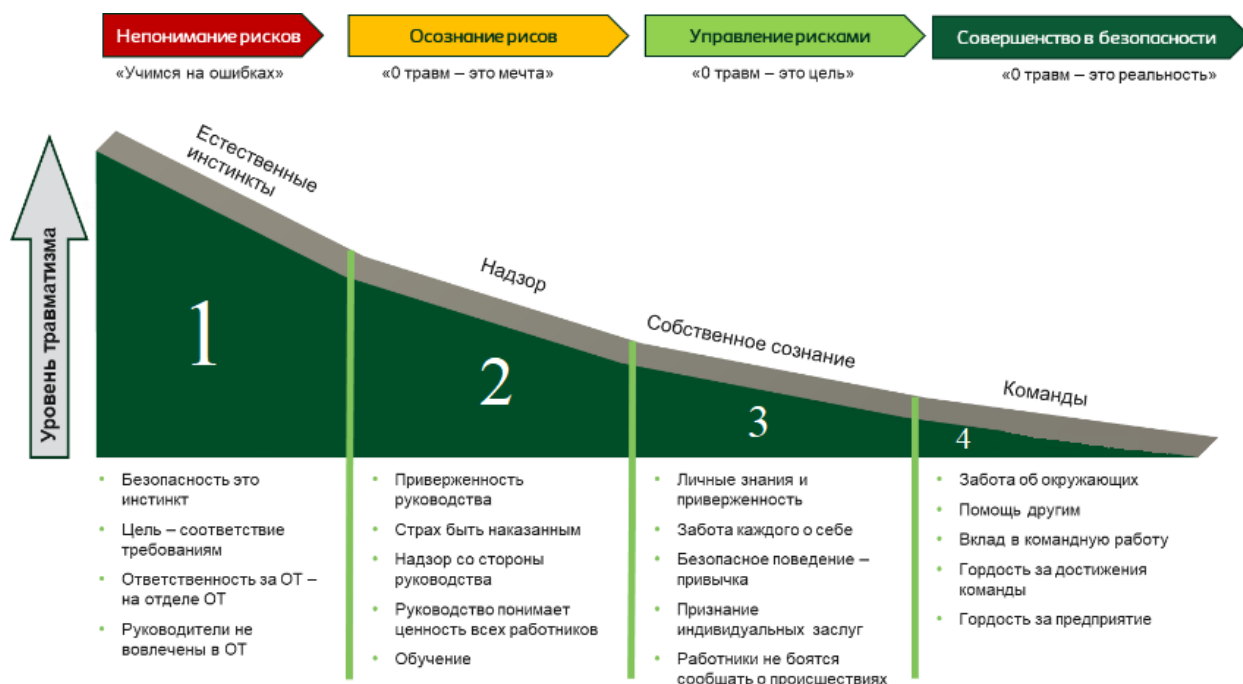 Непонимание рисков
Осознание рисов
Управление рисками
Совершенство в безопасности
«Учимся на ошибках»
«0 травм – это мечта»
«0 травм – это цель»
«0 травм – это реальность»
Уровень травматизма
Естественные
инстинкты
Надзор
Собственное сознание
Команды
1
2
3
4
• Безопасность это
инстинкт
• Цель – соответствие
требованиям
• Ответственность за ОТ –
на отделе ОТ
• Руководители не
вовлечены в ОТ
• Приверженность
руководства
• Страх быть наказанным
• Надзор со стороны
руководства
• Руководство понимает
ценность всех работников
• Обучение
• Личные знания и
приверженность
• Забота каждого о себе
• Безопасное поведение –
привычка
• Признание
индивидуальных заслуг
• Работники не боятся
сообщать о происшествиях
• Забота об окружающих
• Помощь другим
• Вклад в командную работу
• Гордость за достижения
команды
• Гордость за предприятие